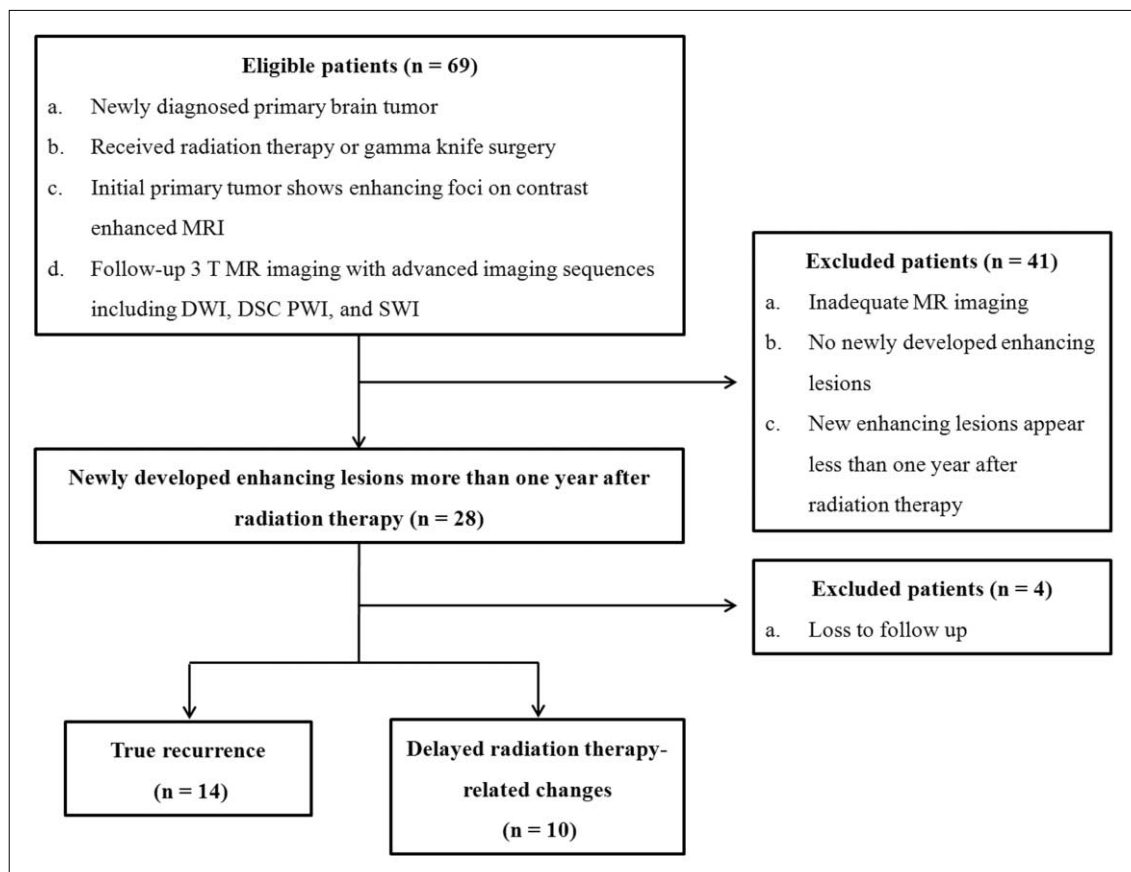 Eligible patients (n = 69)
a. Newly diagnosed primary brain tumor
b. Received radiation therapy or gamma knife surgery
c. Initial primary tumor shows enhancing foci on contrast
enhanced MRI
d. Follow-up 3 T MR imaging with advanced imaging sequences
including DWI, DSC PWI, and SWI
Excluded patients (n = 41)
a. Inadequate MR imaging
b. No newly developed enhancing
lesions
c. New enhancing lesions appear
less than one year after
radiation therapy
Newly developed enhancing lesions more than one year after
radiation therapy (n = 28)
Excluded patients (n = 4)
a. Loss to follow up
True recurrence
(n = 14)
Delayed radiation therapy-
related changes
(n = 10)